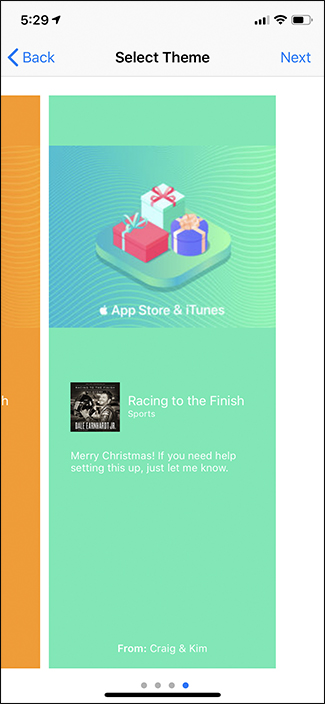 5:29
Back
Select Theme
Next
App Store & iTunes
h
RACING TO THE FINISH
DALE EARNHARDT JR.
Racing to the Finish
Sports
Merry Christmas! If you need help
setting this up, just let me know.
From: Craig & Kim